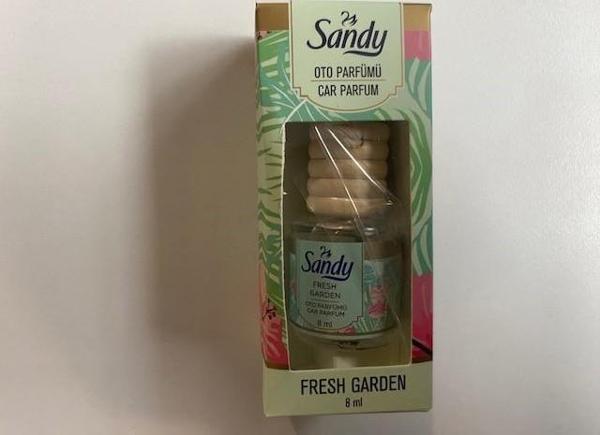 Sandy
OTO PARFÜMÜ
CAR PARFUM
Sandy
FRESH
GARDEN
OTO PARFÜMÜ
CAR PARFUM
8 ml
FRESH GARDEN
8 ml